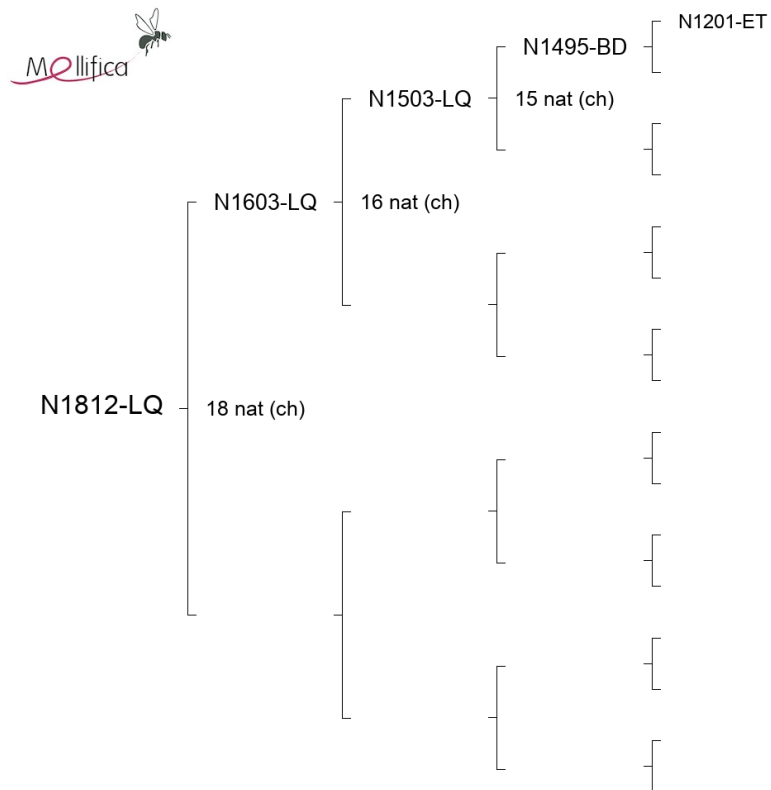 Mellifica
N1201-ET
N1495-BD
N1503-LQ
15 nat (ch)
N1603-LQ
16 nat (ch)
N1812-LQ
18 nat (ch)